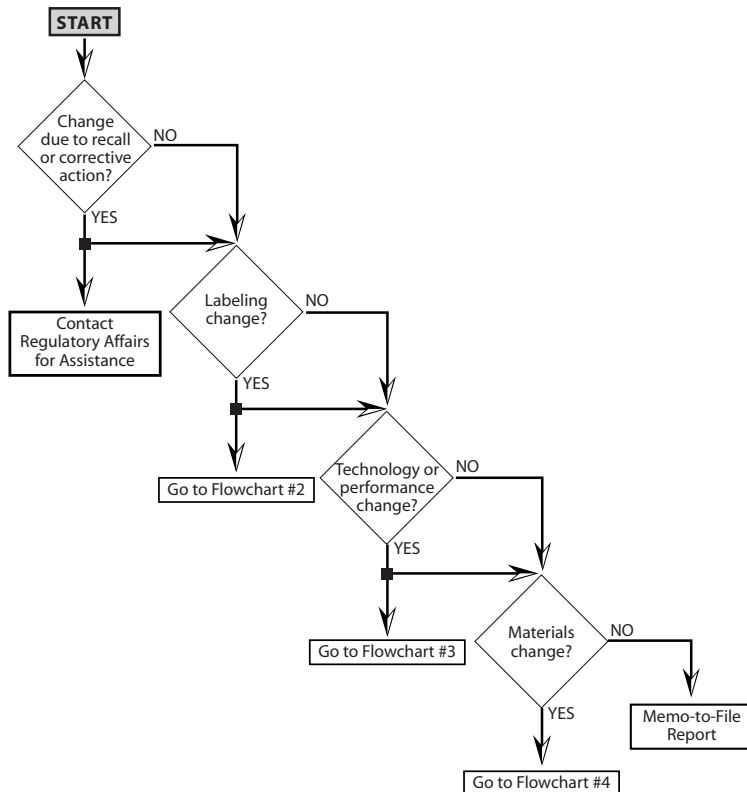 START
Change
due to recall
or corrective
action?
NO
YES
Contact
Regulatory Affairs
for Assistance
Labeling
change?
NO
YES
Go to Flowchart #2
Technology or
performance
change?
NO
YES
Go to Flowchart #3
Materials
change?
NO
YES
Memo-to-File
Report
Go to Flowchart #4